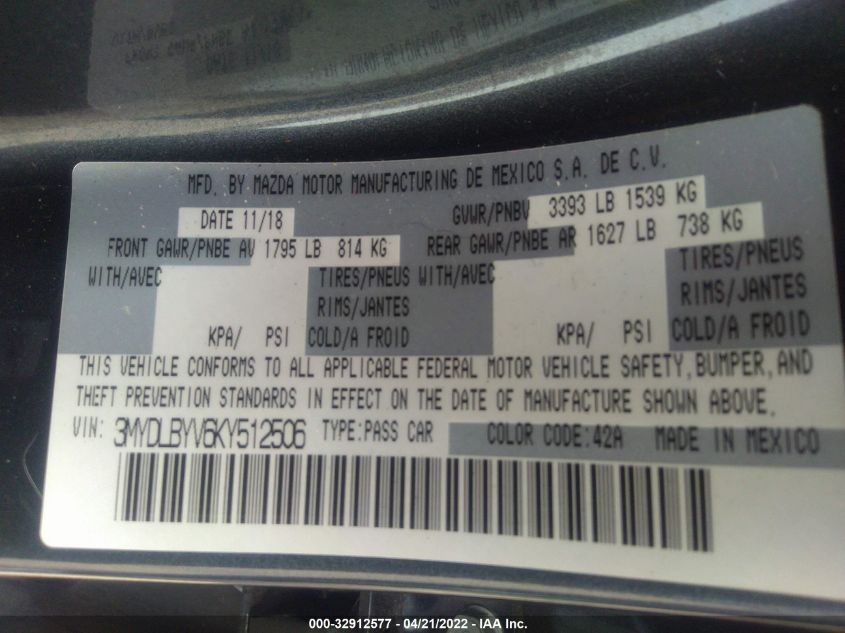 MFD. BY MAZDA MOTOR MANUFACTURING DE MEXICO S.A. DE C.V.
DATE 11/18 GVWR/PNBV 3393 LB 1539 KG
FRONT GAWR/PNBE AV 1795 LB 814 KG REAR GAWR/PNBE AR 1627 LB 738 KG
WITH/AVEC TIRES/PNEUS WITH/AVEC TIRES/PNEUS
RIMS/JANTES RIMS/JANTES
KPA/ PSI COLD/A FROID KPA/ PSI COLD/A FROID
THIS VEHICLE CONFORMS TO ALL APPLICABLE FEDERAL MOTOR VEHICLE SAFETY, BUMPER, AND
THEFT PREVENTION STANDARDS IN EFFECT ON THE DATE OF MANUFACTURE SHOWN ABOVE.
VIN: 3MYDLBYV6KY512506 TYPE:PASS CAR COLOR CODE:42A MADE IN MEXICO
000-32912577 - 04/21/2022 - IAA Inc.